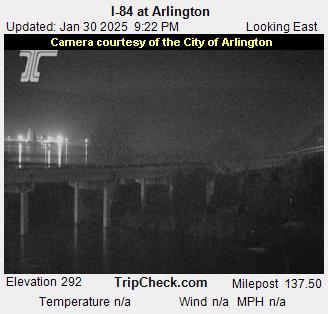 I-84 at Arlington
Updated: Jan 30 2025 9:22 PM Looking East
Camera courtesy of the City of Arlington
Elevation 292 TripCheck.com Milepost 137.50
Temperature n/a Wind n/a MPH n/a